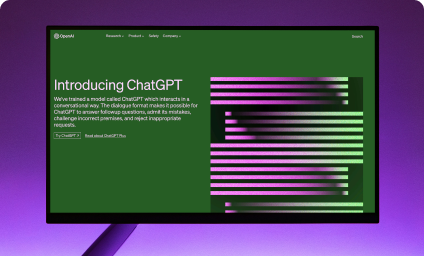 OpenAI
Research Product Safety Company Search
Introducing ChatGPT
We've trained a model called ChatGPT which interacts in a
conversational way. The dialogue format makes it possible for
ChatGPT to answer followup questions, admit its mistakes,
challenge incorrect premises, and reject inappropriate
requests.
Try ChatGPT ↗ Read about ChatGPT Plus